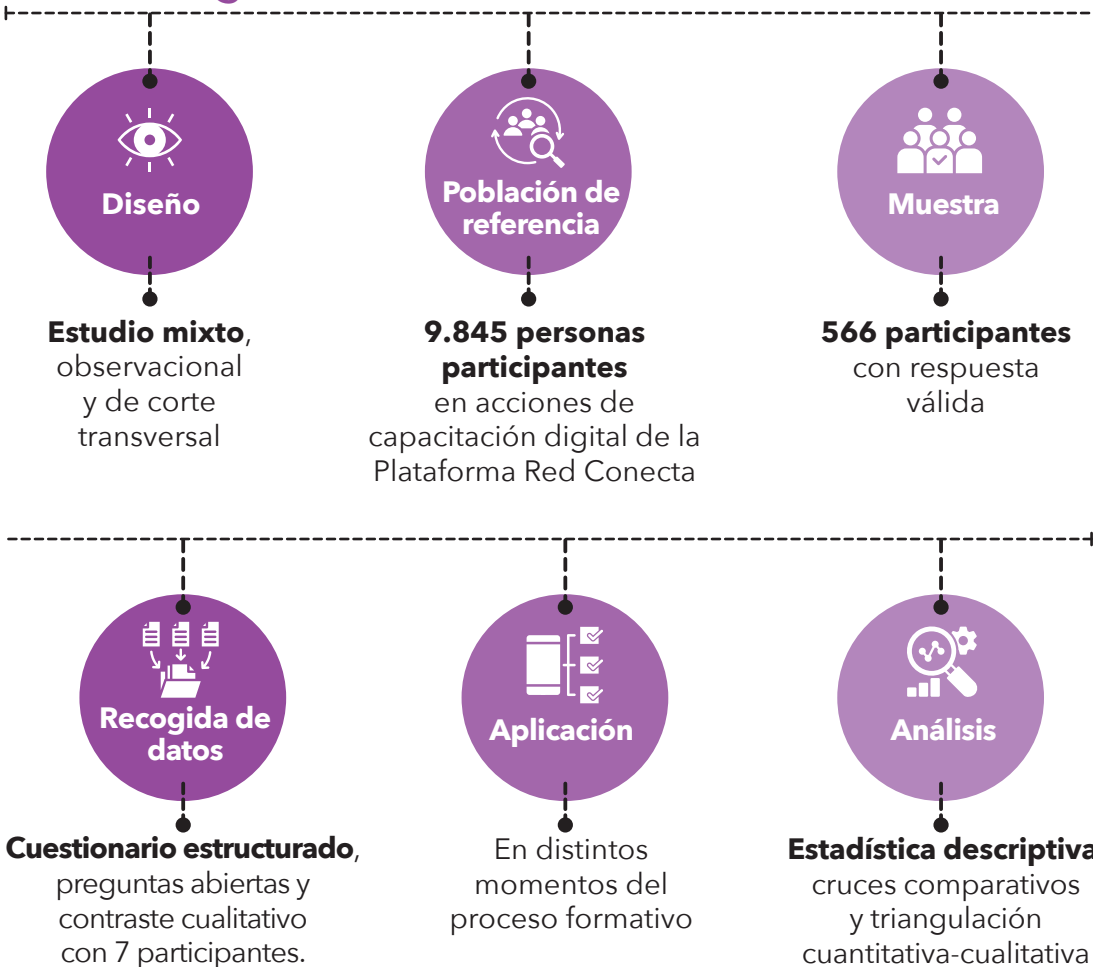 Diseño
Estudio mixto,
observacional
y de corte
transversal
Población de
referencia
9.845 personas
participantes
en acciones de
capacitación digital de la
Plataforma Red Conecta
Muestra
566 participantes
con respuesta
válida
Recogida de
datos
Cuestionario estructurado,
preguntas abiertas y
contraste cualitativo
con 7 participantes.
Aplicación
En distintos
momentos del
proceso formativo
Análisis
Estadística descriptiva
cruces comparativos
y triangulación
cuantitativa-cualitativa